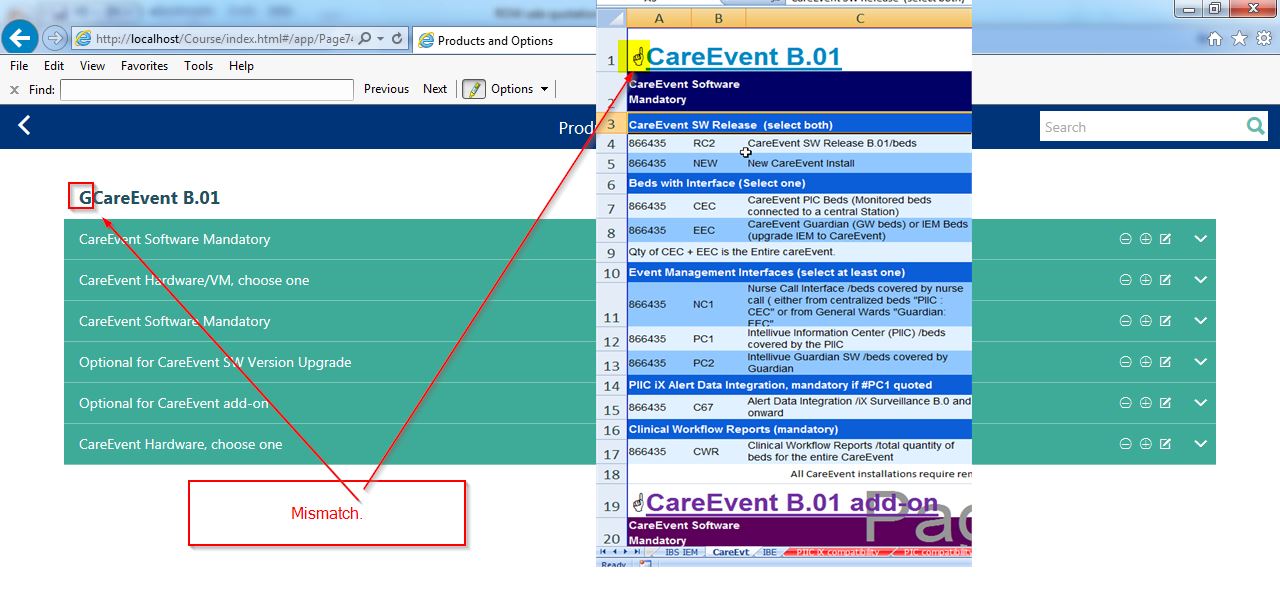 CareEvent SW Release (select both)
http://localhost/Course/index.html#/app/Page74
Products and Options
File Edit View Favorites Tools Help
x Find: Previous Next Options
Produ
Search
GCareEvent B.01
CareEvent Software Mandatory
CareEvent Hardware/VM, choose one
CareEvent Software Mandatory
Optional for CareEvent SW Version Upgrade
Optional for CareEvent add-on
CareEvent Hardware, choose one
Mismatch.
A B C
1 ☝CareEvent B.01
CareEvent Software
2 Mandatory
3 CareEvent SW Release (select both)
4 866435 RC2 CareEvent SW Release B.01/beds
5 866435 NEW New CareEvent Install
6 Beds with Interface (Select one)
7 866435 CEC CareEvent PIC Beds (Monitored beds
connected to a central Station)
8 866435 EEC CareEvent Guardian (GW beds) or IEM Beds
(upgrade IEM to CareEvent)
9 Qty of CEC + EEC is the Entire careEvent.
10 Event Management Interfaces (select at least one)
11 866435 NC1 Nurse Call Interface /beds covered by nurse
call ( either from centralized beds "PIIC :
CEC" or from General Wards "Guardian:
EEC"
12 866435 PC1 Intellivue Information Center (PIIC) /beds
covered by the PIIC
13 866435 PC2 Intellivue Guardian SW /beds covered by
Guardian
14 PIIC iX Alert Data Integration, mandatory if #PC1 quoted
15 866435 C67 Alert Data Integration /iX Surveillance B.0 and
onward
16 Clinical Workflow Reports (mandatory)
17 866435 CWR Clinical Workflow Reports /total quantity of
beds for the entire CareEvent
18 All CareEvent installations require ren
19 ☝CareEvent B.01 add-on
Pag
CareEvent Software
20 Mandatory
IBS IEM CareEvt IBE PIIC iX compatibility PIC compatibility
Ready